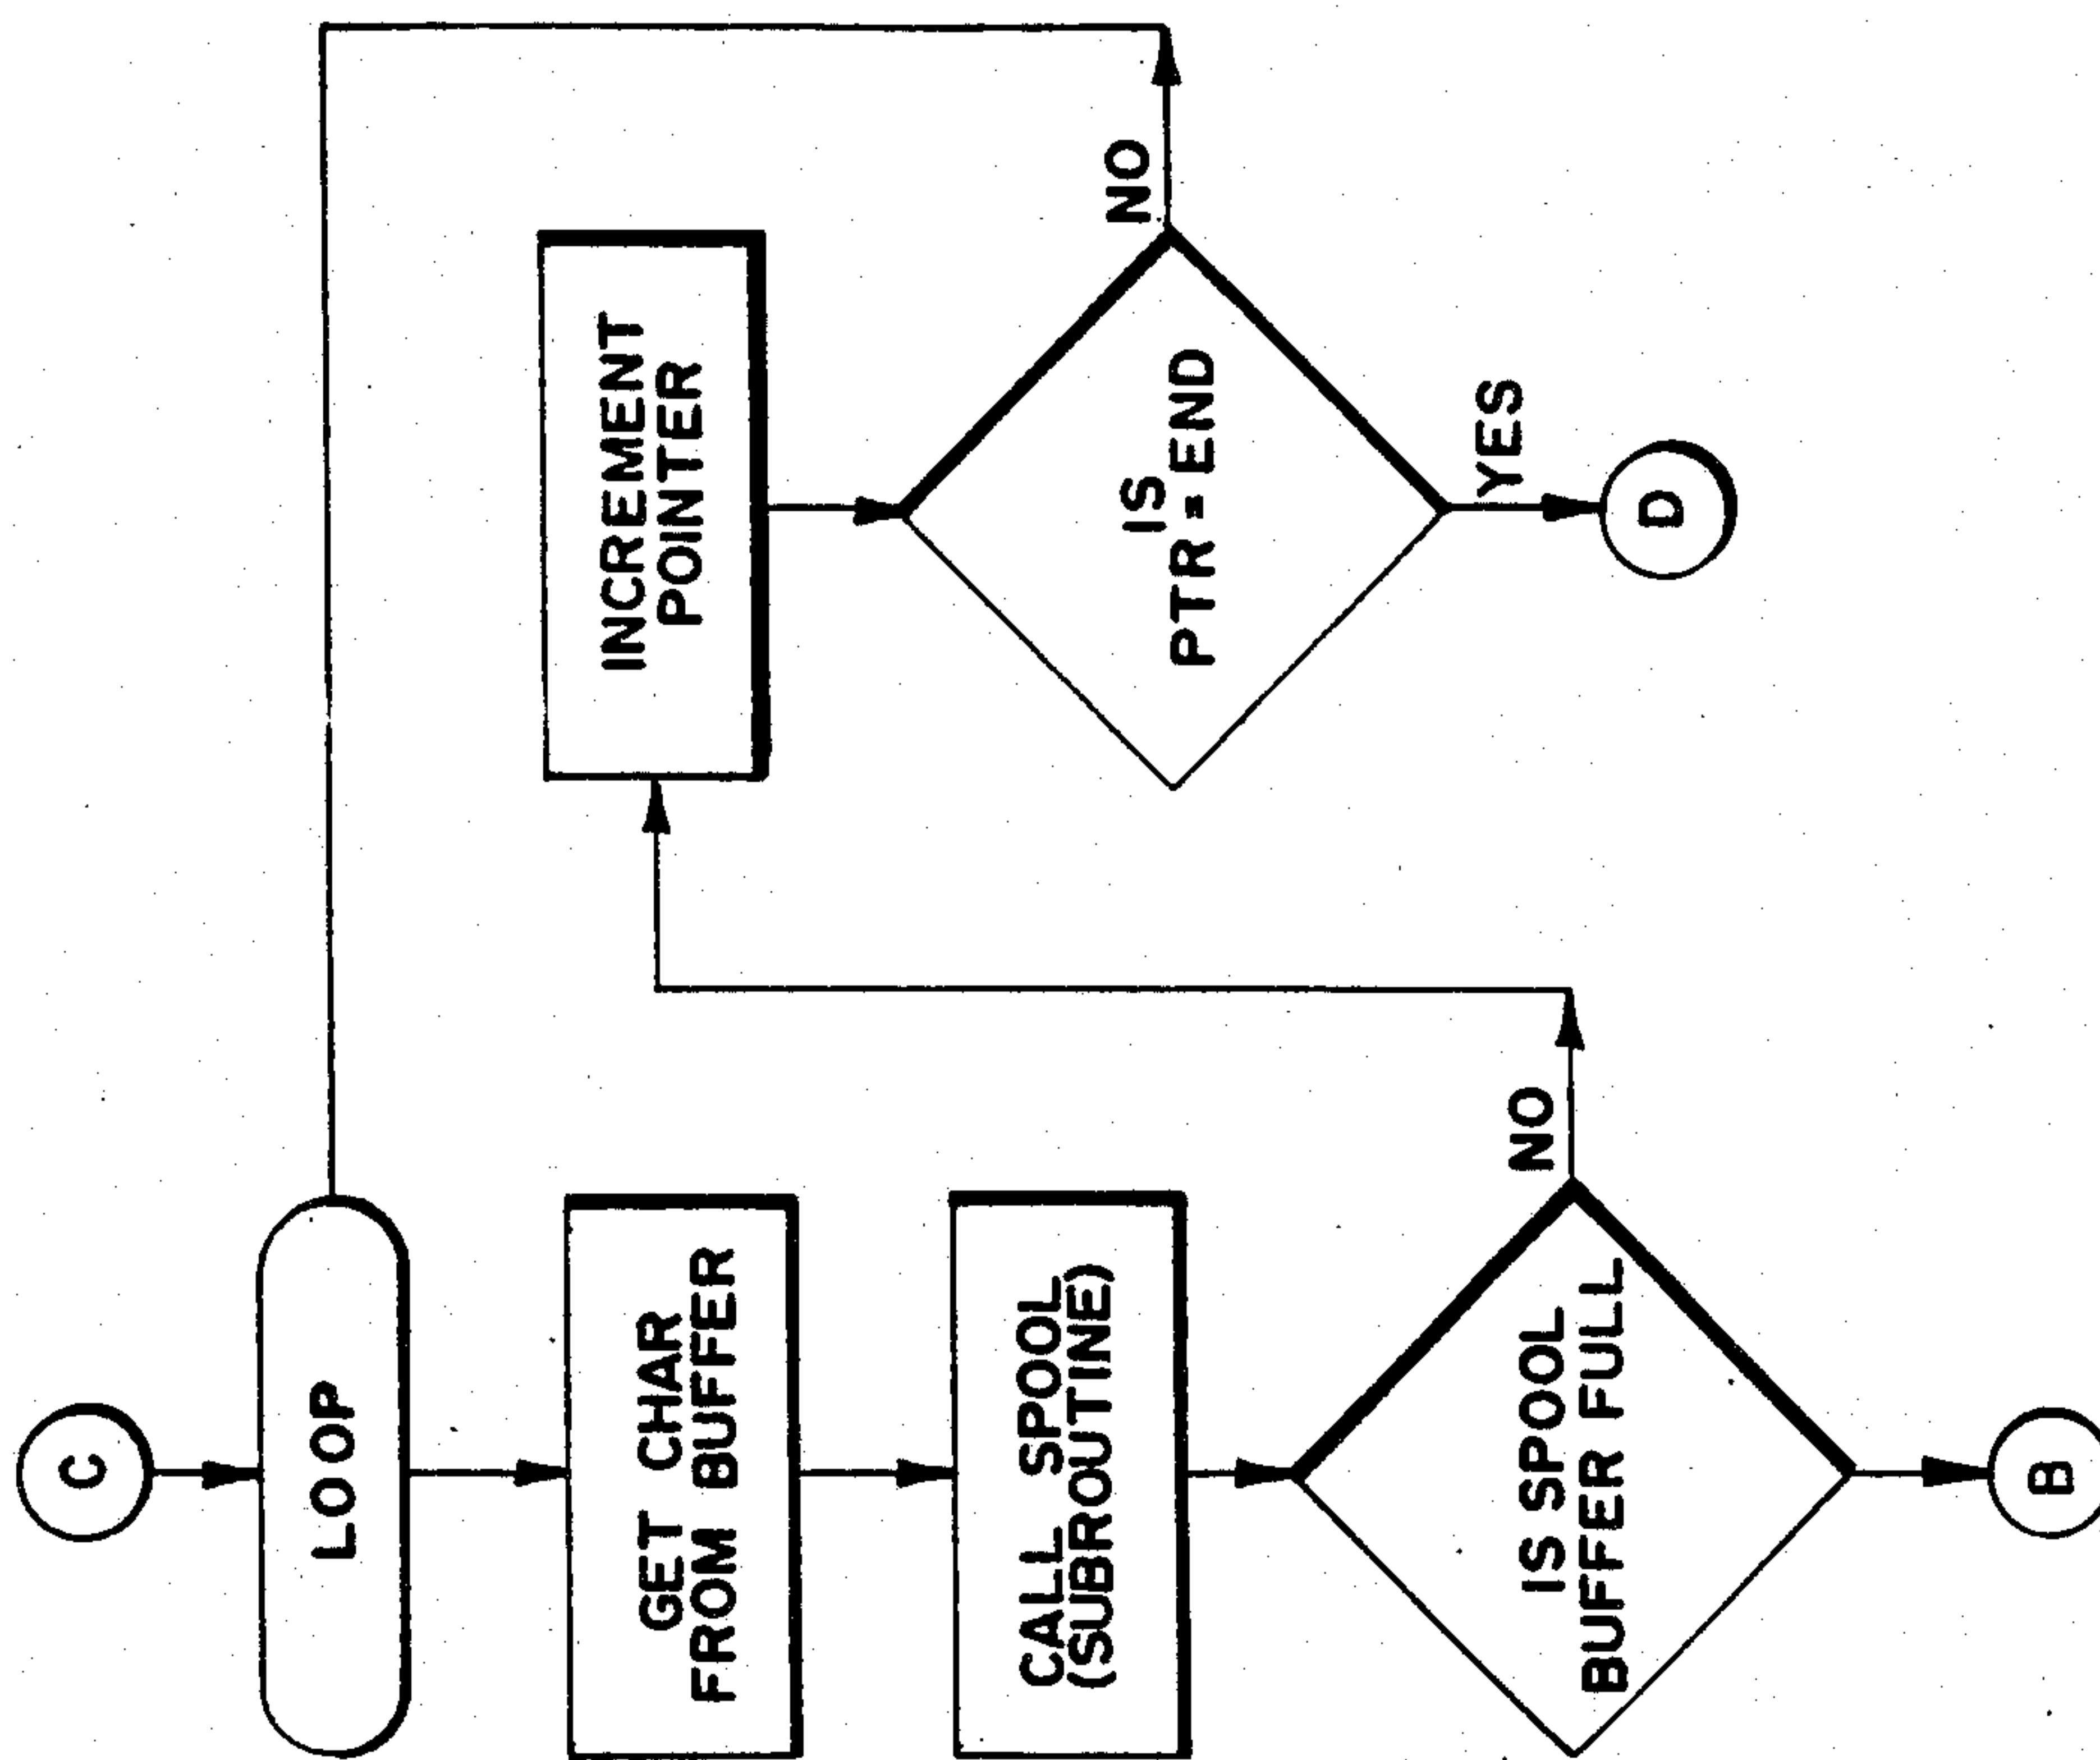 C
LOOP
GET CHAR
FROM BUFFER
CALL SPOOL
(SUBROUTINE)
IS SPOOL
BUFFER FULL
NO
B
INCREMENT
POINTER
IS
PTR = END
NO
YES
D